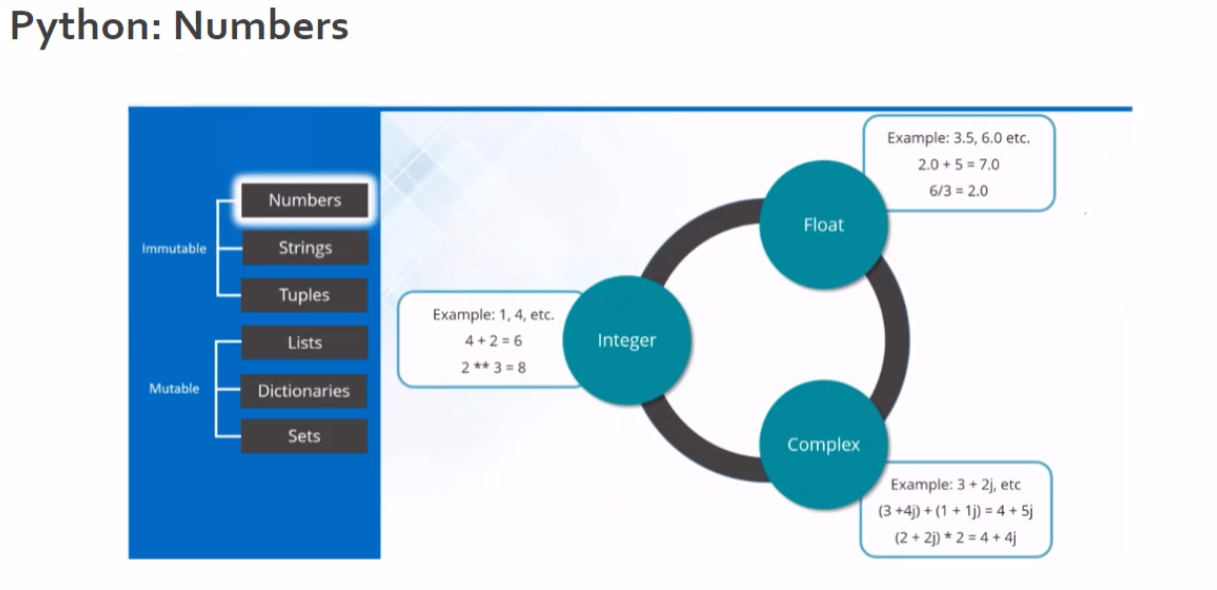 Python: Numbers
Immutable
Numbers
Strings
Tuples
Mutable
Lists
Dictionaries
Sets
Example: 1, 4, etc.
4 + 2 = 6
2 ** 3 = 8
Integer
Float
Example: 3.5, 6.0 etc.
2.0 + 5 = 7.0
6/3 = 2.0
Complex
Example: 3 + 2j, etc
(3 +4j) + (1 + 1j) = 4 + 5j
(2 + 2j) * 2 = 4 + 4j